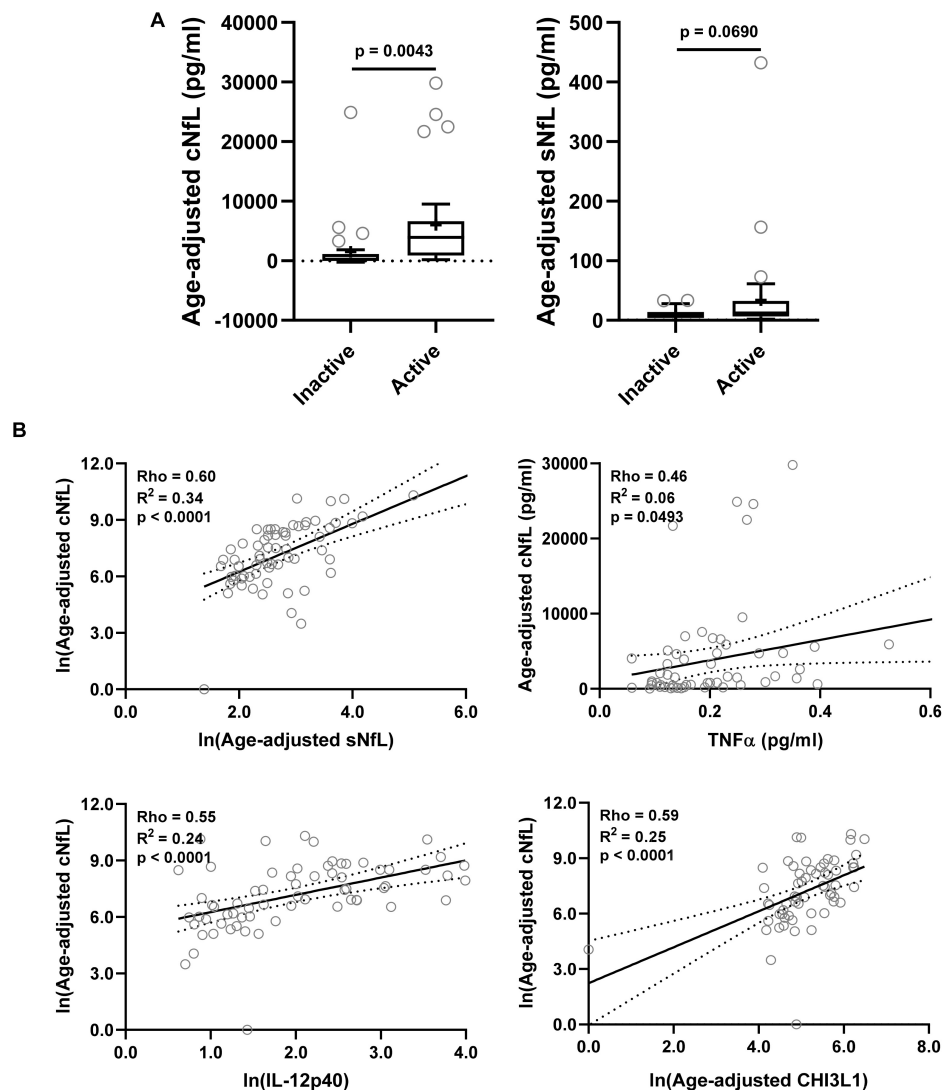 A
Age-adjusted cNfL (pg/ml)
40000
30000
20000
10000
0
-10000
p = 0.0043
Inactive
Active
Age-adjusted sNfL (pg/ml)
500
400
300
200
100
0
p = 0.0690
Inactive
Active
B
ln(Age-adjusted cNfL)
12.0
9.0
6.0
3.0
0.0
Rho = 0.60
R² = 0.34
p < 0.0001
0.0 2.0 4.0 6.0
ln(Age-adjusted sNfL)
Age-adjusted cNfL (pg/ml)
30000
20000
10000
0
Rho = 0.46
R² = 0.06
p = 0.0493
0.0 0.2 0.4 0.6
TNFα (pg/ml)
ln(Age-adjusted cNfL)
12.0
9.0
6.0
3.0
0.0
Rho = 0.55
R² = 0.24
p < 0.0001
0.0 1.0 2.0 3.0 4.0
ln(IL-12p40)
ln(Age-adjusted cNfL)
12.0
9.0
6.0
3.0
0.0
Rho = 0.59
R² = 0.25
p < 0.0001
0.0 2.0 4.0 6.0 8.0
ln(Age-adjusted CHI3L1)